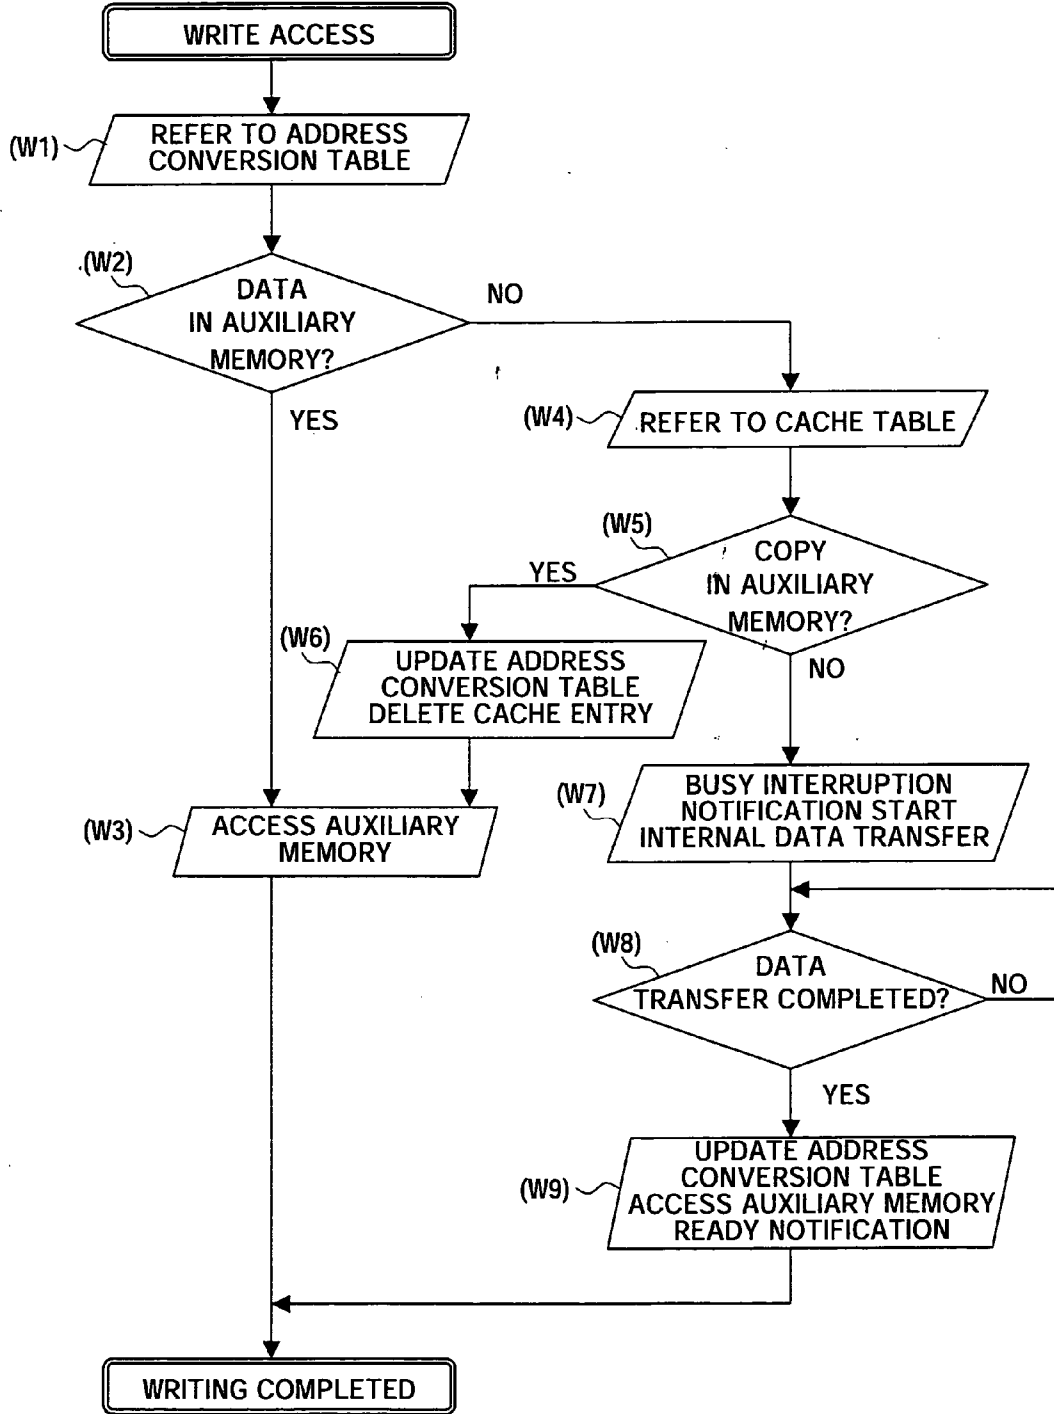 WRITE ACCESS
(W1)
REFER TO ADDRESS
CONVERSION TABLE
(W2)
DATA
IN AUXILIARY
MEMORY?
NO
YES
(W4)
REFER TO CACHE TABLE
(W5)
COPY
IN AUXILIARY
MEMORY?
YES
NO
(W6)
UPDATE ADDRESS
CONVERSION TABLE
DELETE CACHE ENTRY
(W7)
BUSY INTERRUPTION
NOTIFICATION START
INTERNAL DATA TRANSFER
(W3)
ACCESS AUXILIARY
MEMORY
(W8)
DATA
TRANSFER COMPLETED?
NO
YES
(W9)
UPDATE ADDRESS
CONVERSION TABLE
ACCESS AUXILIARY MEMORY
READY NOTIFICATION
WRITING COMPLETED